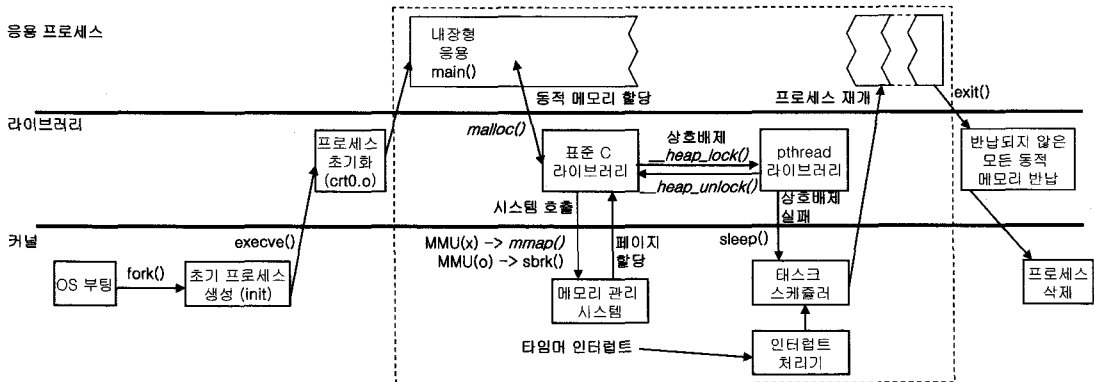 응용 프로세스
내장형
응용
main()
동적 메모리 할당
프로세스 재개
exit()
라이브러리
프로세스
초기화
(crt0.o)
malloc()
표준 C
라이브러리
상호배제
__heap_lock()
__heap_unlock()
pthread
라이브러리
반납되지 않은
모든 동적
메모리 반납
시스템 호출
상호배제
실패
커널
execve()
MMU(x) -> mmap()
MMU(o) -> sbrk()
페이지
할당
sleep()
OS 부팅
fork()
초기 프로세스
생성 (init)
메모리 관리
시스템
태스크
스케쥴러
프로세스
삭제
타임머 인터럽트
인터럽트
처리기